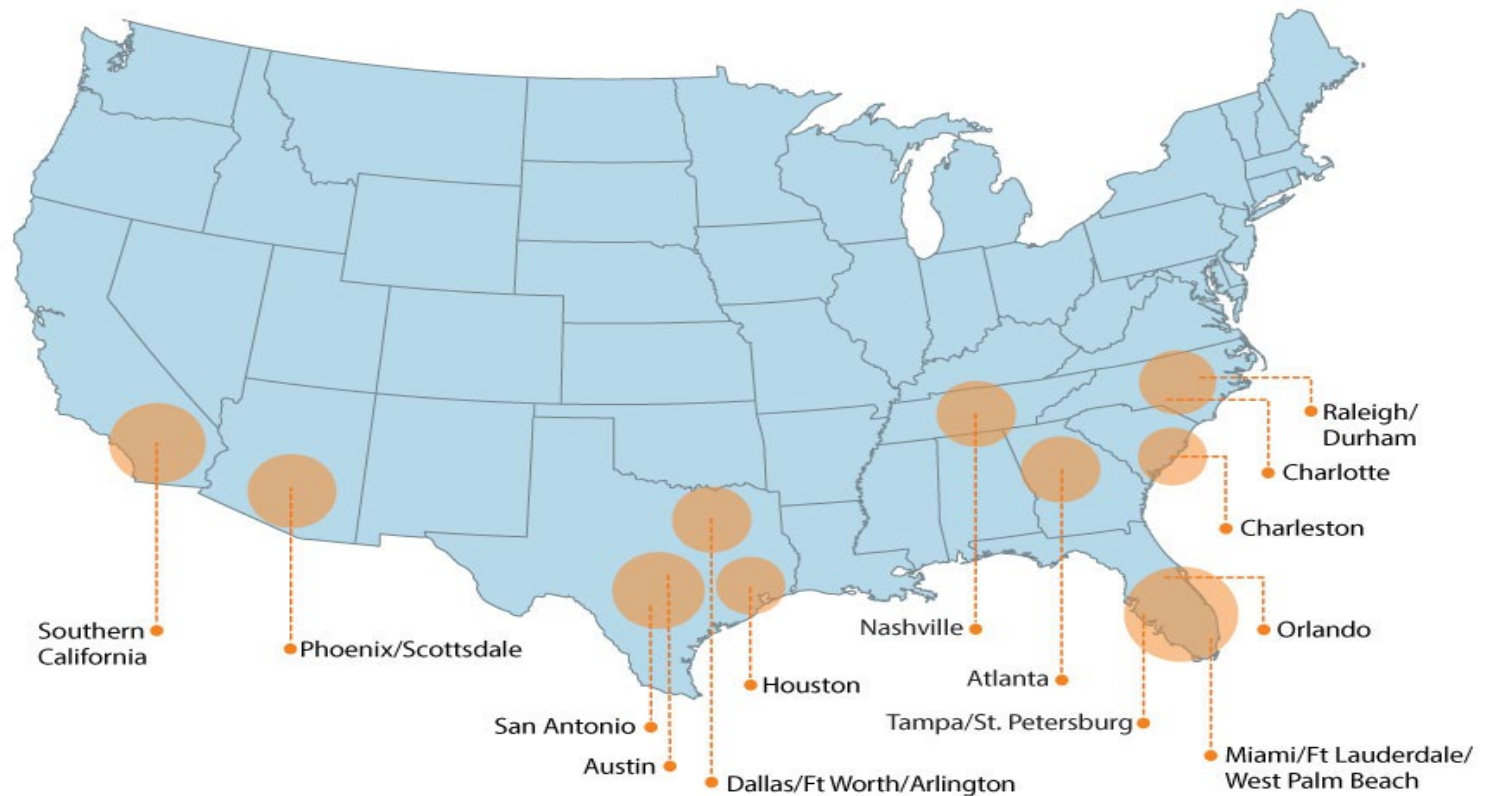 Raleigh/
Durham
Charlotte
Charleston
Southern
California
Phoenix/Scottsdale
Nashville
Orlando
Houston
Atlanta
San Antonio
Tampa/St. Petersburg
Austin
Miami/Ft Lauderdale/
West Palm Beach
Dallas/Ft Worth/Arlington